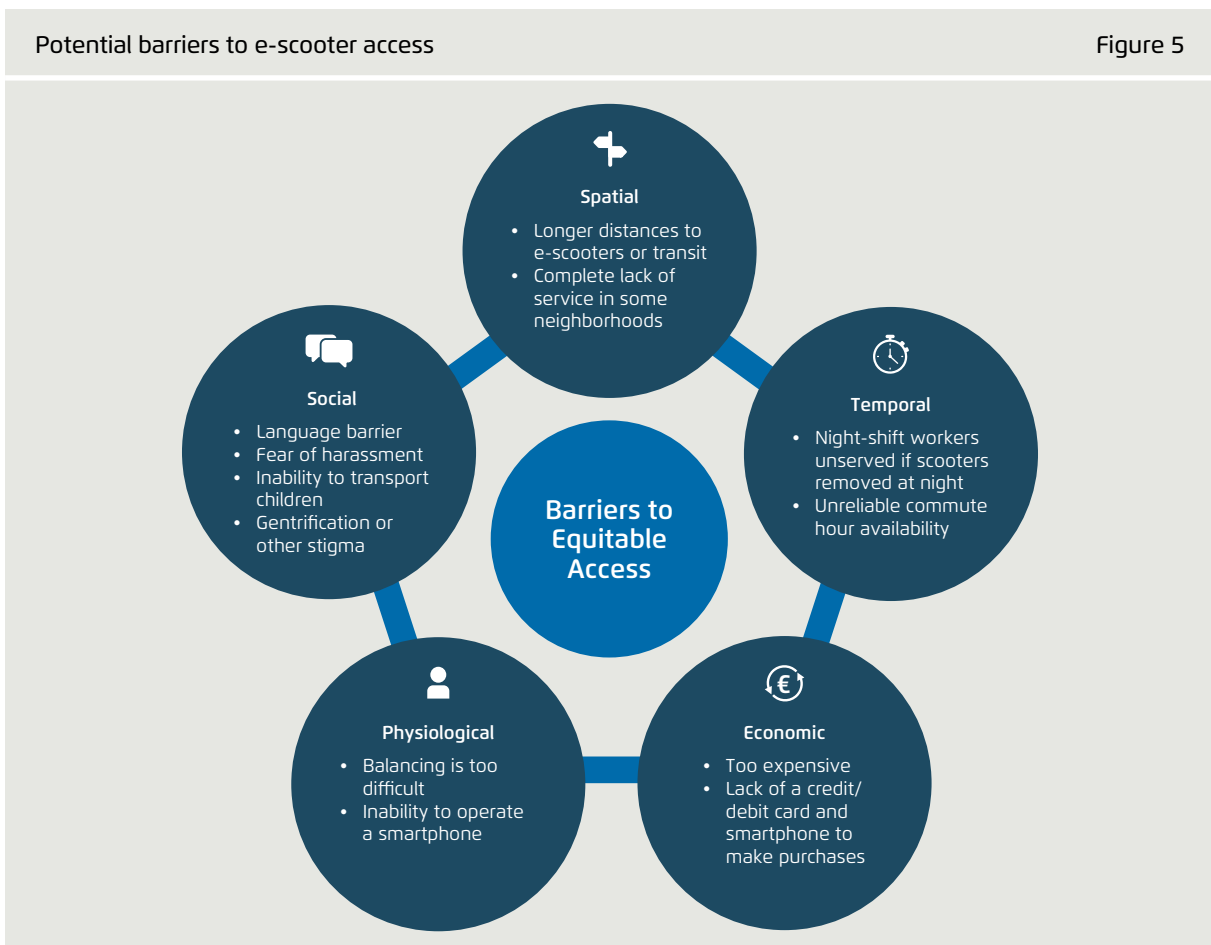 Potential barriers to e-scooter access
Figure 5
Spatial
• Longer distances to
e-scooters or transit
• Complete lack of
service in some
neighborhoods
Social
• Language barrier
• Fear of harassment
• Inability to transport
children
• Gentrification or
other stigma
Temporal
• Night-shift workers
unserved if scooters
removed at night
• Unreliable commute
hour availability
Barriers to
Equitable
Access
Physiological
• Balancing is too
difficult
• Inability to operate
a smartphone
€
Economic
• Too expensive
• Lack of a credit/
debit card and
smartphone to
make purchases